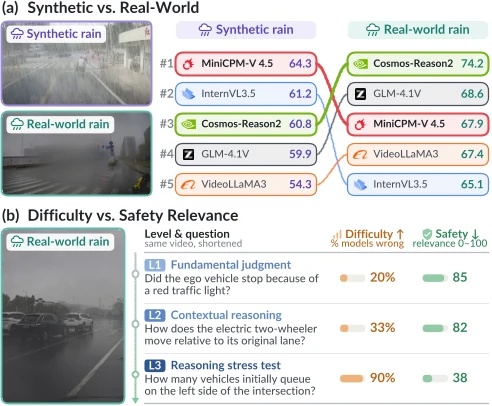 (a) Synthetic vs. Real-World
Synthetic rain
Real-world rain
Synthetic rain
Real-world rain
#1 MiniCPM-V 4.5 64.3
#2 InternVL3.5 61.2
#3 Cosmos-Reason2 60.8
#4 GLM-4.1V 59.9
#5 VideoLLaMA3 54.3
Cosmos-Reason2 74.2
GLM-4.1V 68.6
MiniCPM-V 4.5 67.9
VideoLLaMA3 67.4
InternVL3.5 65.1
(b) Difficulty vs. Safety Relevance
Real-world rain
Level & question
same video, shortened
Difficulty ↑
% models wrong
Safety ↓
relevance 0–100
L1 Fundamental judgment
Did the ego vehicle stop because of
a red traffic light?
20% 85
L2 Contextual reasoning
How does the electric two-wheeler
move relative to its original lane?
33% 82
L3 Reasoning stress test
How many vehicles initially queue
on the left side of the intersection?
90% 38